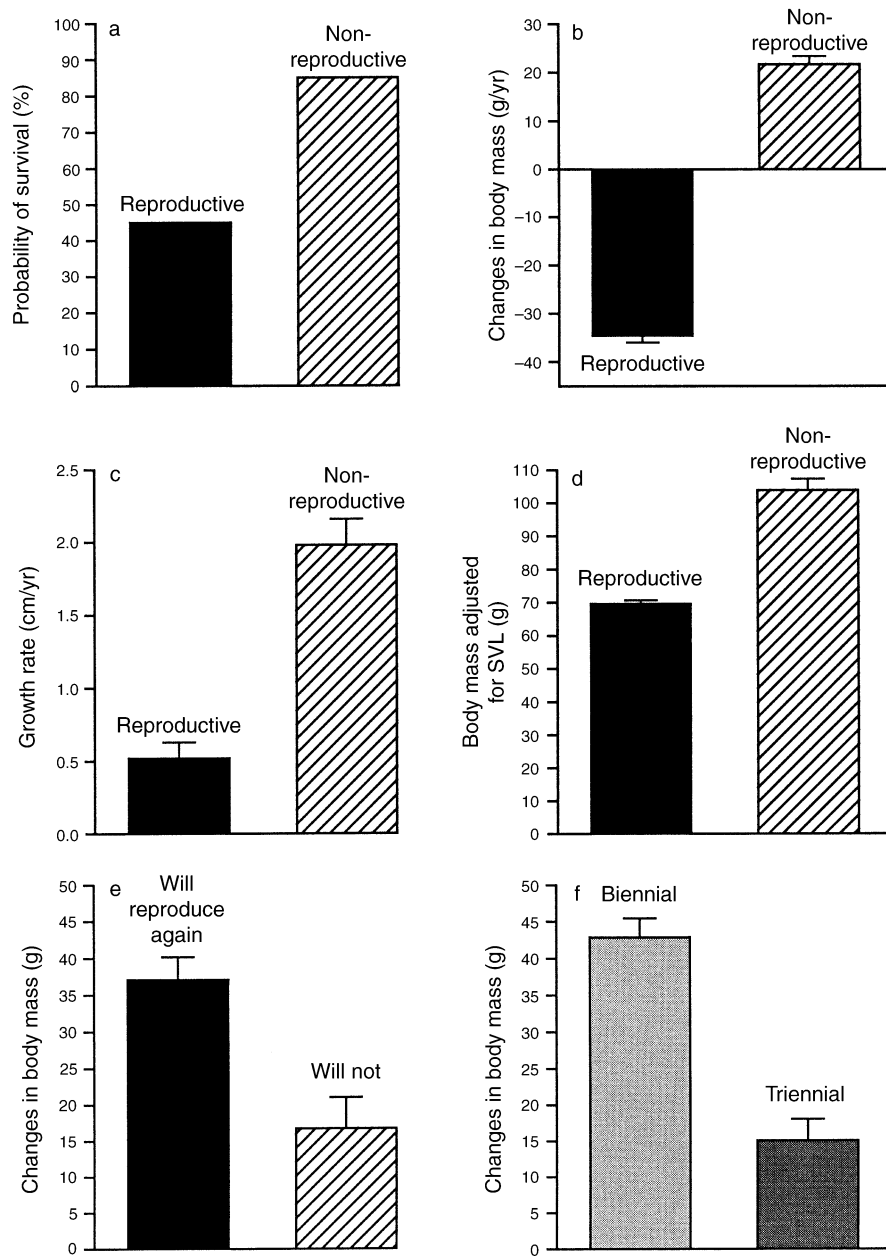 a
Non-
reproductive
Reproductive
Probability of survival (%)
100
90
80
70
60
50
40
30
20
10
0
b
Non-
reproductive
Reproductive
Changes in body mass (g/yr)
30
20
10
0
−10
−20
−30
−40
c
Non-
reproductive
Reproductive
Growth rate (cm/yr)
2.5
2.0
1.5
1.0
0.5
0.0
d
Non-
reproductive
Reproductive
Body mass adjusted
for SVL (g)
110
100
90
80
70
60
50
40
30
20
10
0
e
Will
reproduce
again
Will not
Changes in body mass (g)
50
45
40
35
30
25
20
15
10
5
0
f
Biennial
Triennial
Changes in body mass (g)
50
45
40
35
30
25
20
15
10
5
0